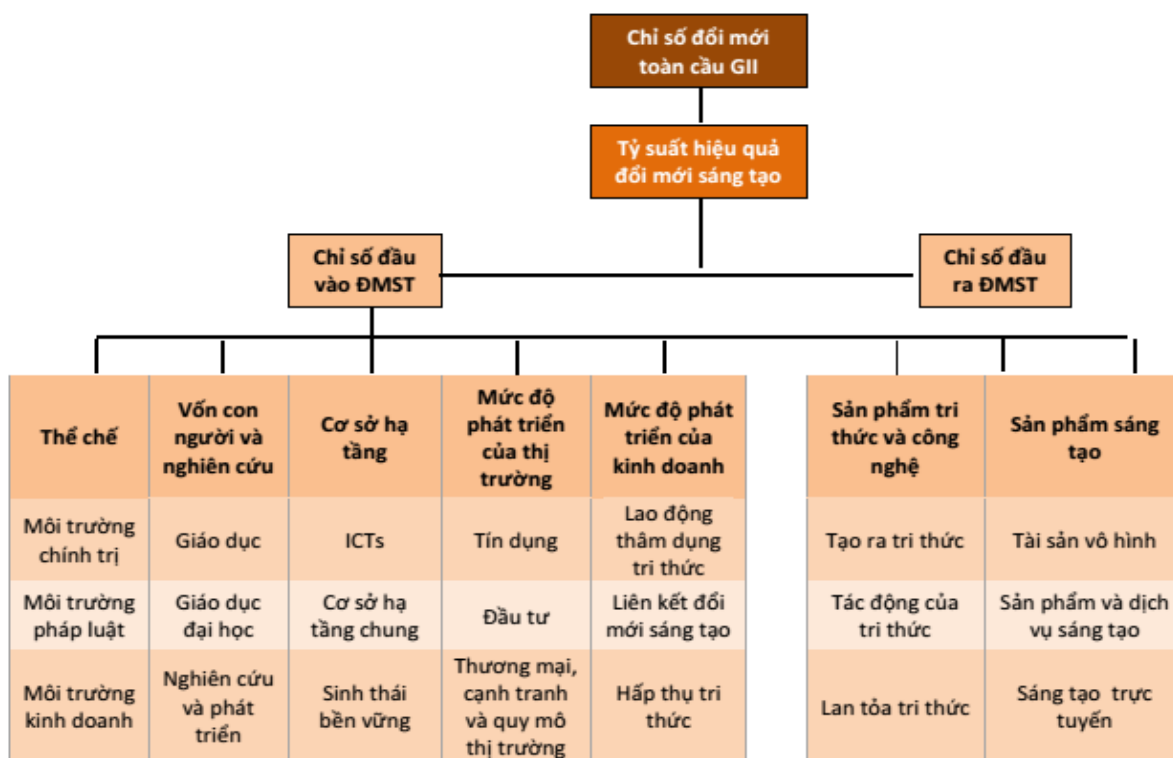 Chỉ số đổi mới
toàn cầu GII
Tỷ suất hiệu quả
đổi mới sáng tạo
Chỉ số đầu
vào ĐMST
Chỉ số đầu
ra ĐMST
Thể chế
Vốn con
người và
nghiên cứu
Cơ sở hạ
tầng
Mức độ
phát triển
của thị
trường
Mức độ phát
triển của
kinh doanh
Sản phẩm tri
thức và công
nghệ
Sản phẩm sáng
tạo
Môi trường
chính trị
Giáo dục
ICTs
Tín dụng
Lao động
thâm dụng
tri thức
Tạo ra tri thức
Tài sản vô hình
Môi trường
pháp luật
Giáo dục
đại học
Cơ sở hạ
tầng chung
Đầu tư
Liên kết đổi
mới sáng tạo
Tác động của
tri thức
Sản phẩm và dịch
vụ sáng tạo
Môi trường
kinh doanh
Nghiên cứu
và phát
triển
Sinh thái
bền vững
Thương mại,
cạnh tranh
và quy mô
thị trường
Hấp thụ tri
thức
Lan tỏa tri thức
Sáng tạo trực
tuyến